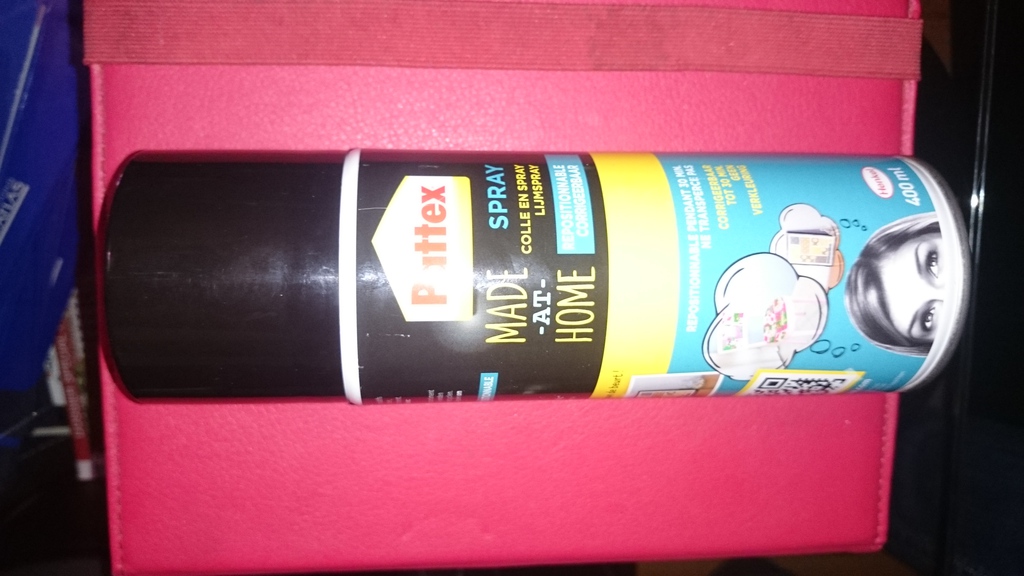 Pattex
SPRAY
COLLE EN SPRAY
LIJMSPRAY
MADE
-AT-
HOME
REPOSITIONNABLE
CORRIGEERBAAR
REPOSITIONNABLE PENDANT 30 MIN.
NE TRANSPERCE PAS
CORRIGEERBAAR
TOT 30 MIN.
GEEN
VERKLEURING
Henkel
400 ml